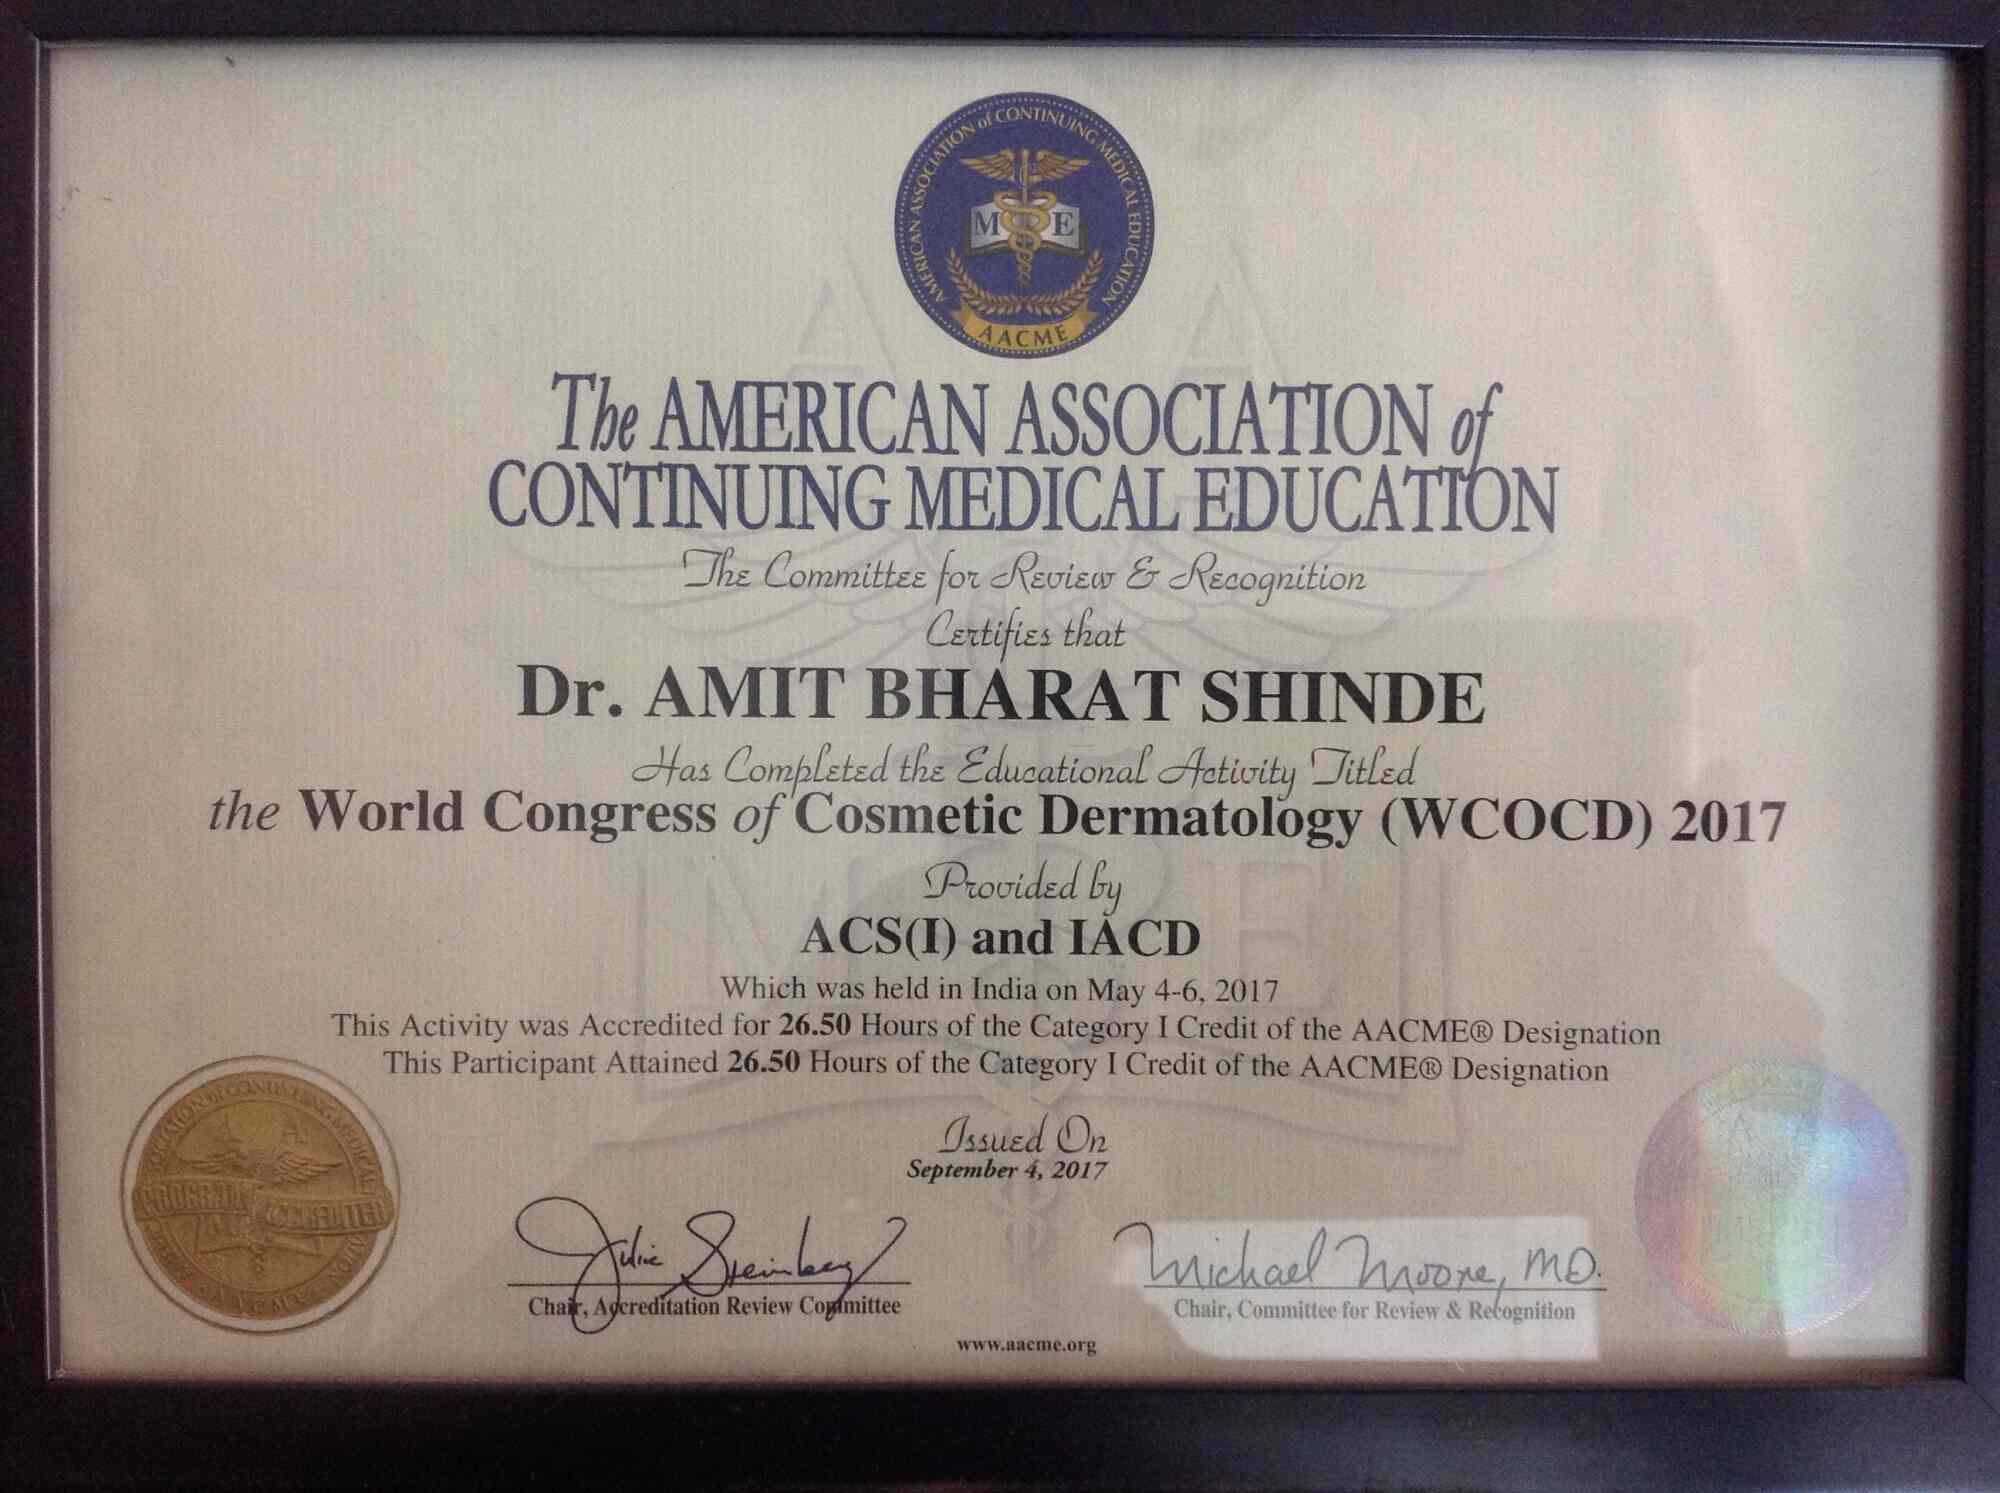 AMERICAN ASSOCIATION of CONTINUING MEDICAL EDUCATION
M E
AACME
The AMERICAN ASSOCIATION of
CONTINUING MEDICAL EDUCATION
The Committee for Review & Recognition
Certifies that
Dr. AMIT BHARAT SHINDE
Has Completed the Educational Activity Titled
the World Congress of Cosmetic Dermatology (WCOCD) 2017
Provided by
ACS(I) and IACD
Which was held in India on May 4-6, 2017
This Activity was Accredited for 26.50 Hours of the Category I Credit of the AACME® Designation
This Participant Attained 26.50 Hours of the Category I Credit of the AACME® Designation
Issued On
September 4, 2017
PROGRAM ACCREDITED
Julie Steinberg
Michael Moore, MD.
Chair, Accreditation Review Committee
Chair, Committee for Review & Recognition
www.aacme.org